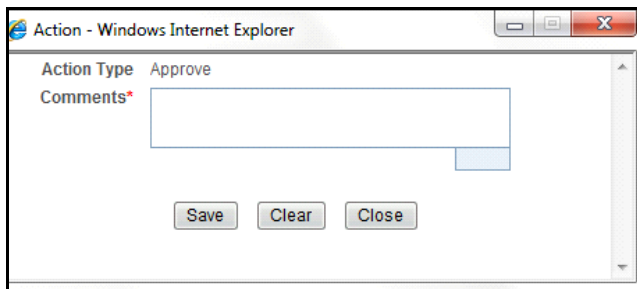 Action - Windows Internet Explorer
Action Type Approve
Comments*
Save Clear Close